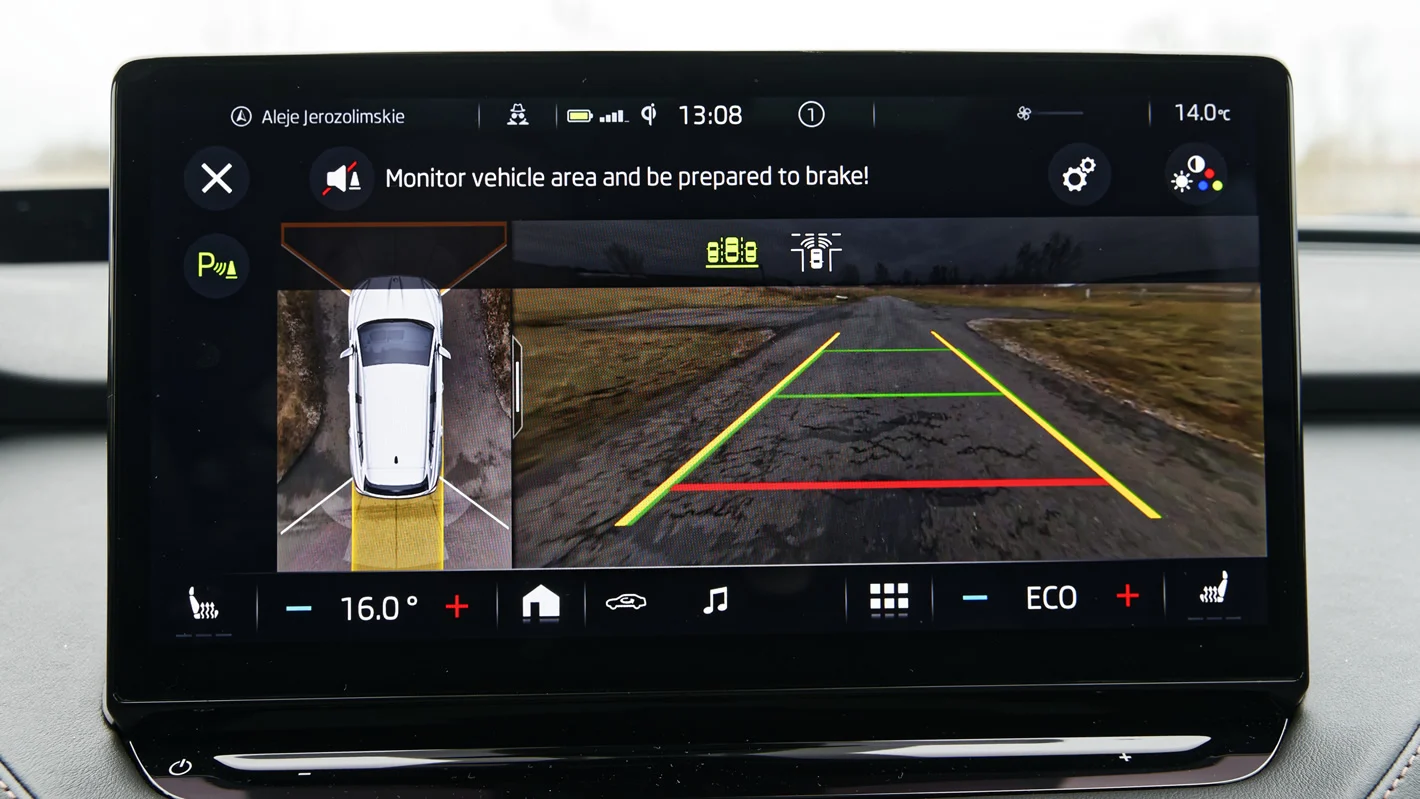 Aleje Jerozolimskie
13:08
1
14.0°C
Monitor vehicle area and be prepared to brake!
P
16.0°
ECO